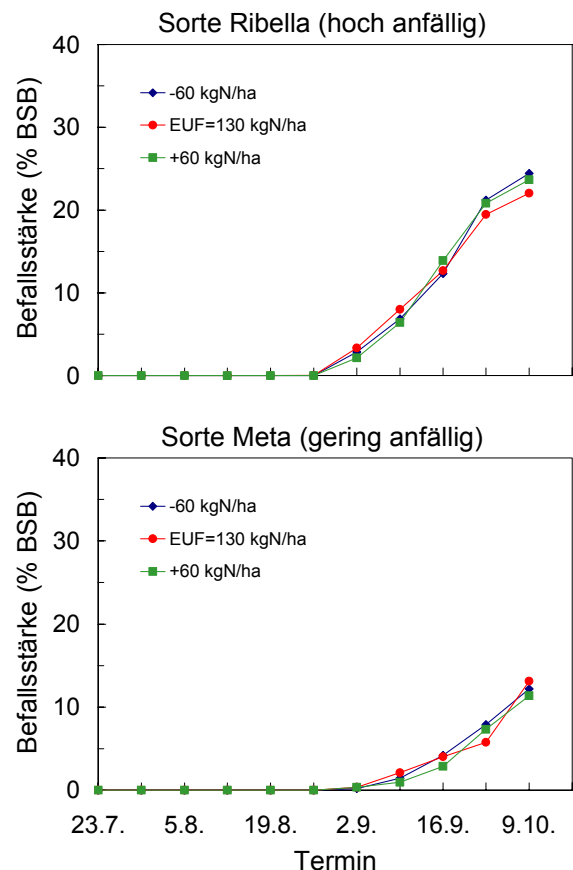 Sorte Ribella (hoch anfällig)
40
30
20
10
0
Befallsstärke (% BSB)
-60 kgN/ha
EUF=130 kgN/ha
+60 kgN/ha
Sorte Meta (gering anfällig)
40
30
20
10
0
Befallsstärke (% BSB)
-60 kgN/ha
EUF=130 kgN/ha
+60 kgN/ha
23.7. 5.8. 19.8. 2.9. 16.9. 9.10.
Termin